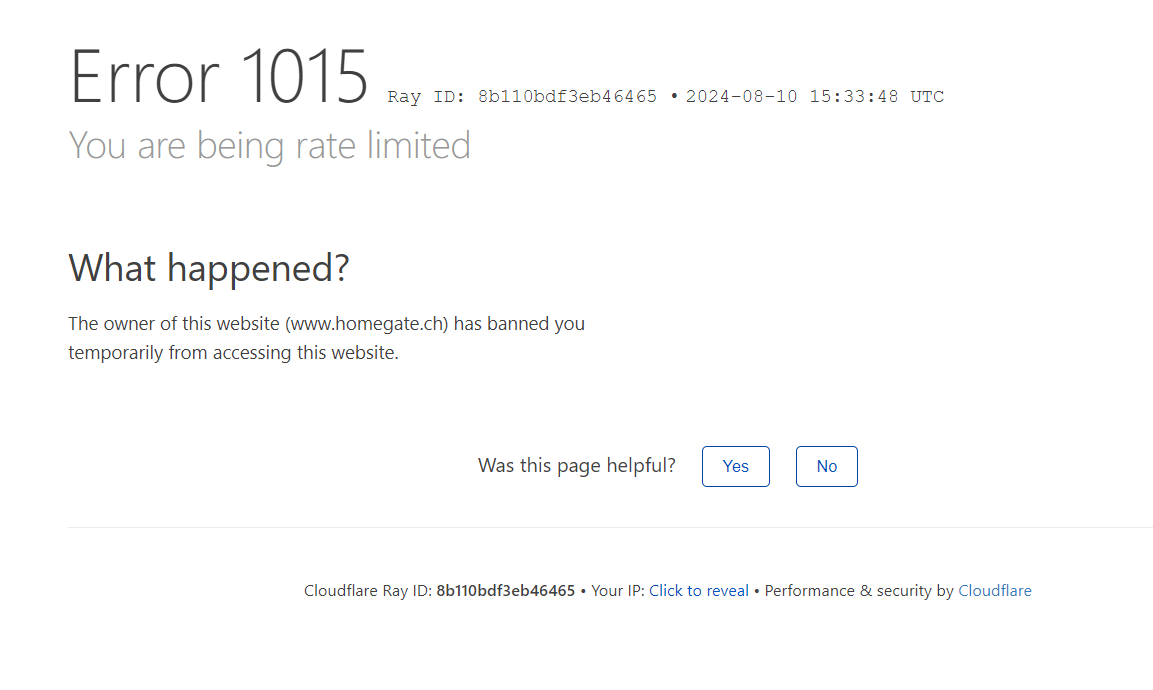 Error 1015 Ray ID: 8b110bdf3eb46465 • 2024-08-10 15:33:48 UTC
You are being rate limited
What happened?
The owner of this website (www.homegate.ch) has banned you
temporarily from accessing this website.
Was this page helpful? Yes No
Cloudflare Ray ID: 8b110bdf3eb46465 • Your IP: Click to reveal • Performance & security by Cloudflare